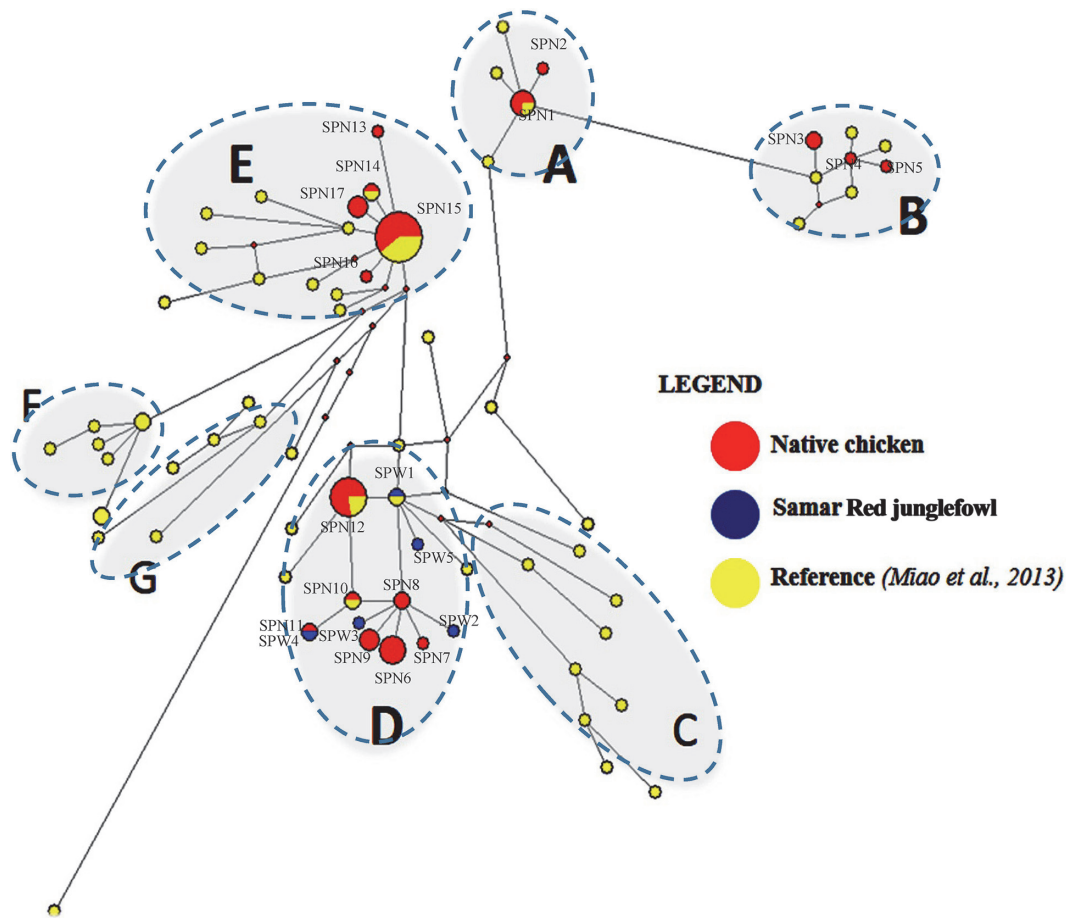 SPN2
SPN1
A
SPN3
SPN4
SPN5
B
SPN13
E
SPN14
SPN17
SPN15
SPN16
F
G
LEGEND
Native chicken
Samar Red junglefowl
Reference (Miao et al., 2013)
SPW1
SPN12
SPW5
SPN10
SPN8
SPN11
SPW4
SPW3
SPW2
SPN9
SPN7
SPN6
D
C